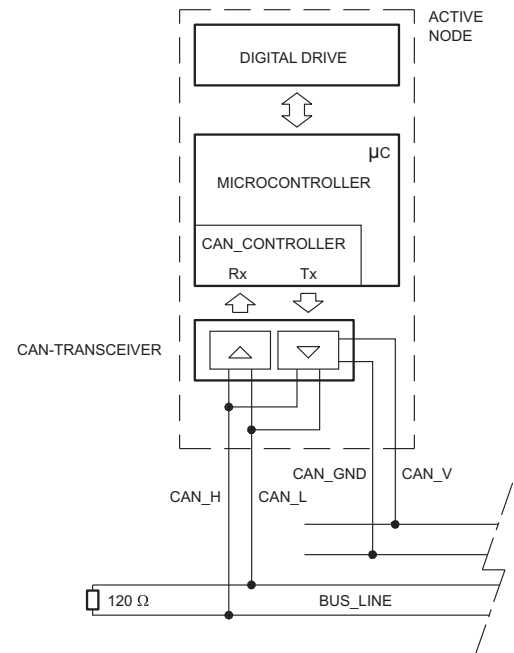 ACTIVE
NODE
DIGITAL DRIVE
µC
MICROCONTROLLER
CAN_CONTROLLER
Rx Tx
CAN-TRANSCEIVER
CAN_GND CAN_V
CAN_H CAN_L
120 Ω BUS_LINE